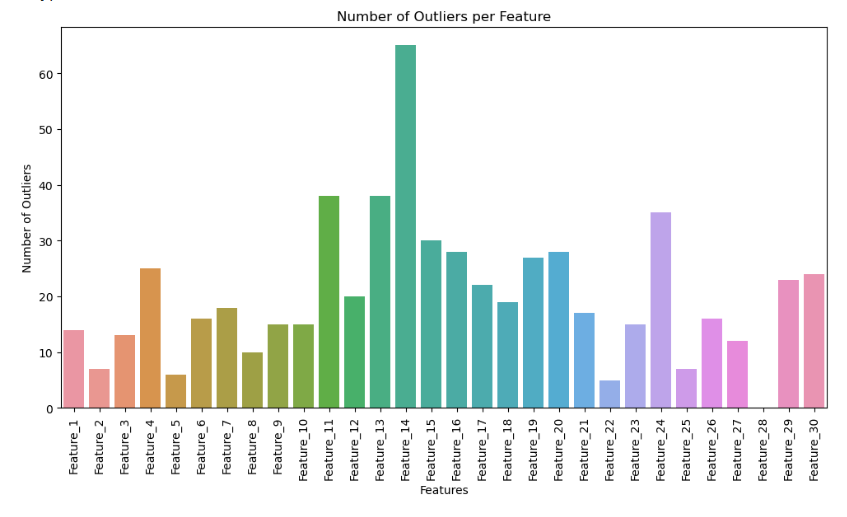 Number of Outliers per Feature
60
50
40
30
20
10
0
Number of Outliers
Feature_1
Feature_2
Feature_3
Feature_4
Feature_5
Feature_6
Feature_7
Feature_8
Feature_9
Feature_10
Feature_11
Feature_12
Feature_13
Feature_14
Feature_15
Feature_16
Feature_17
Feature_18
Feature_19
Feature_20
Feature_21
Feature_22
Feature_23
Feature_24
Feature_25
Feature_26
Feature_27
Feature_28
Feature_29
Feature_30
Features